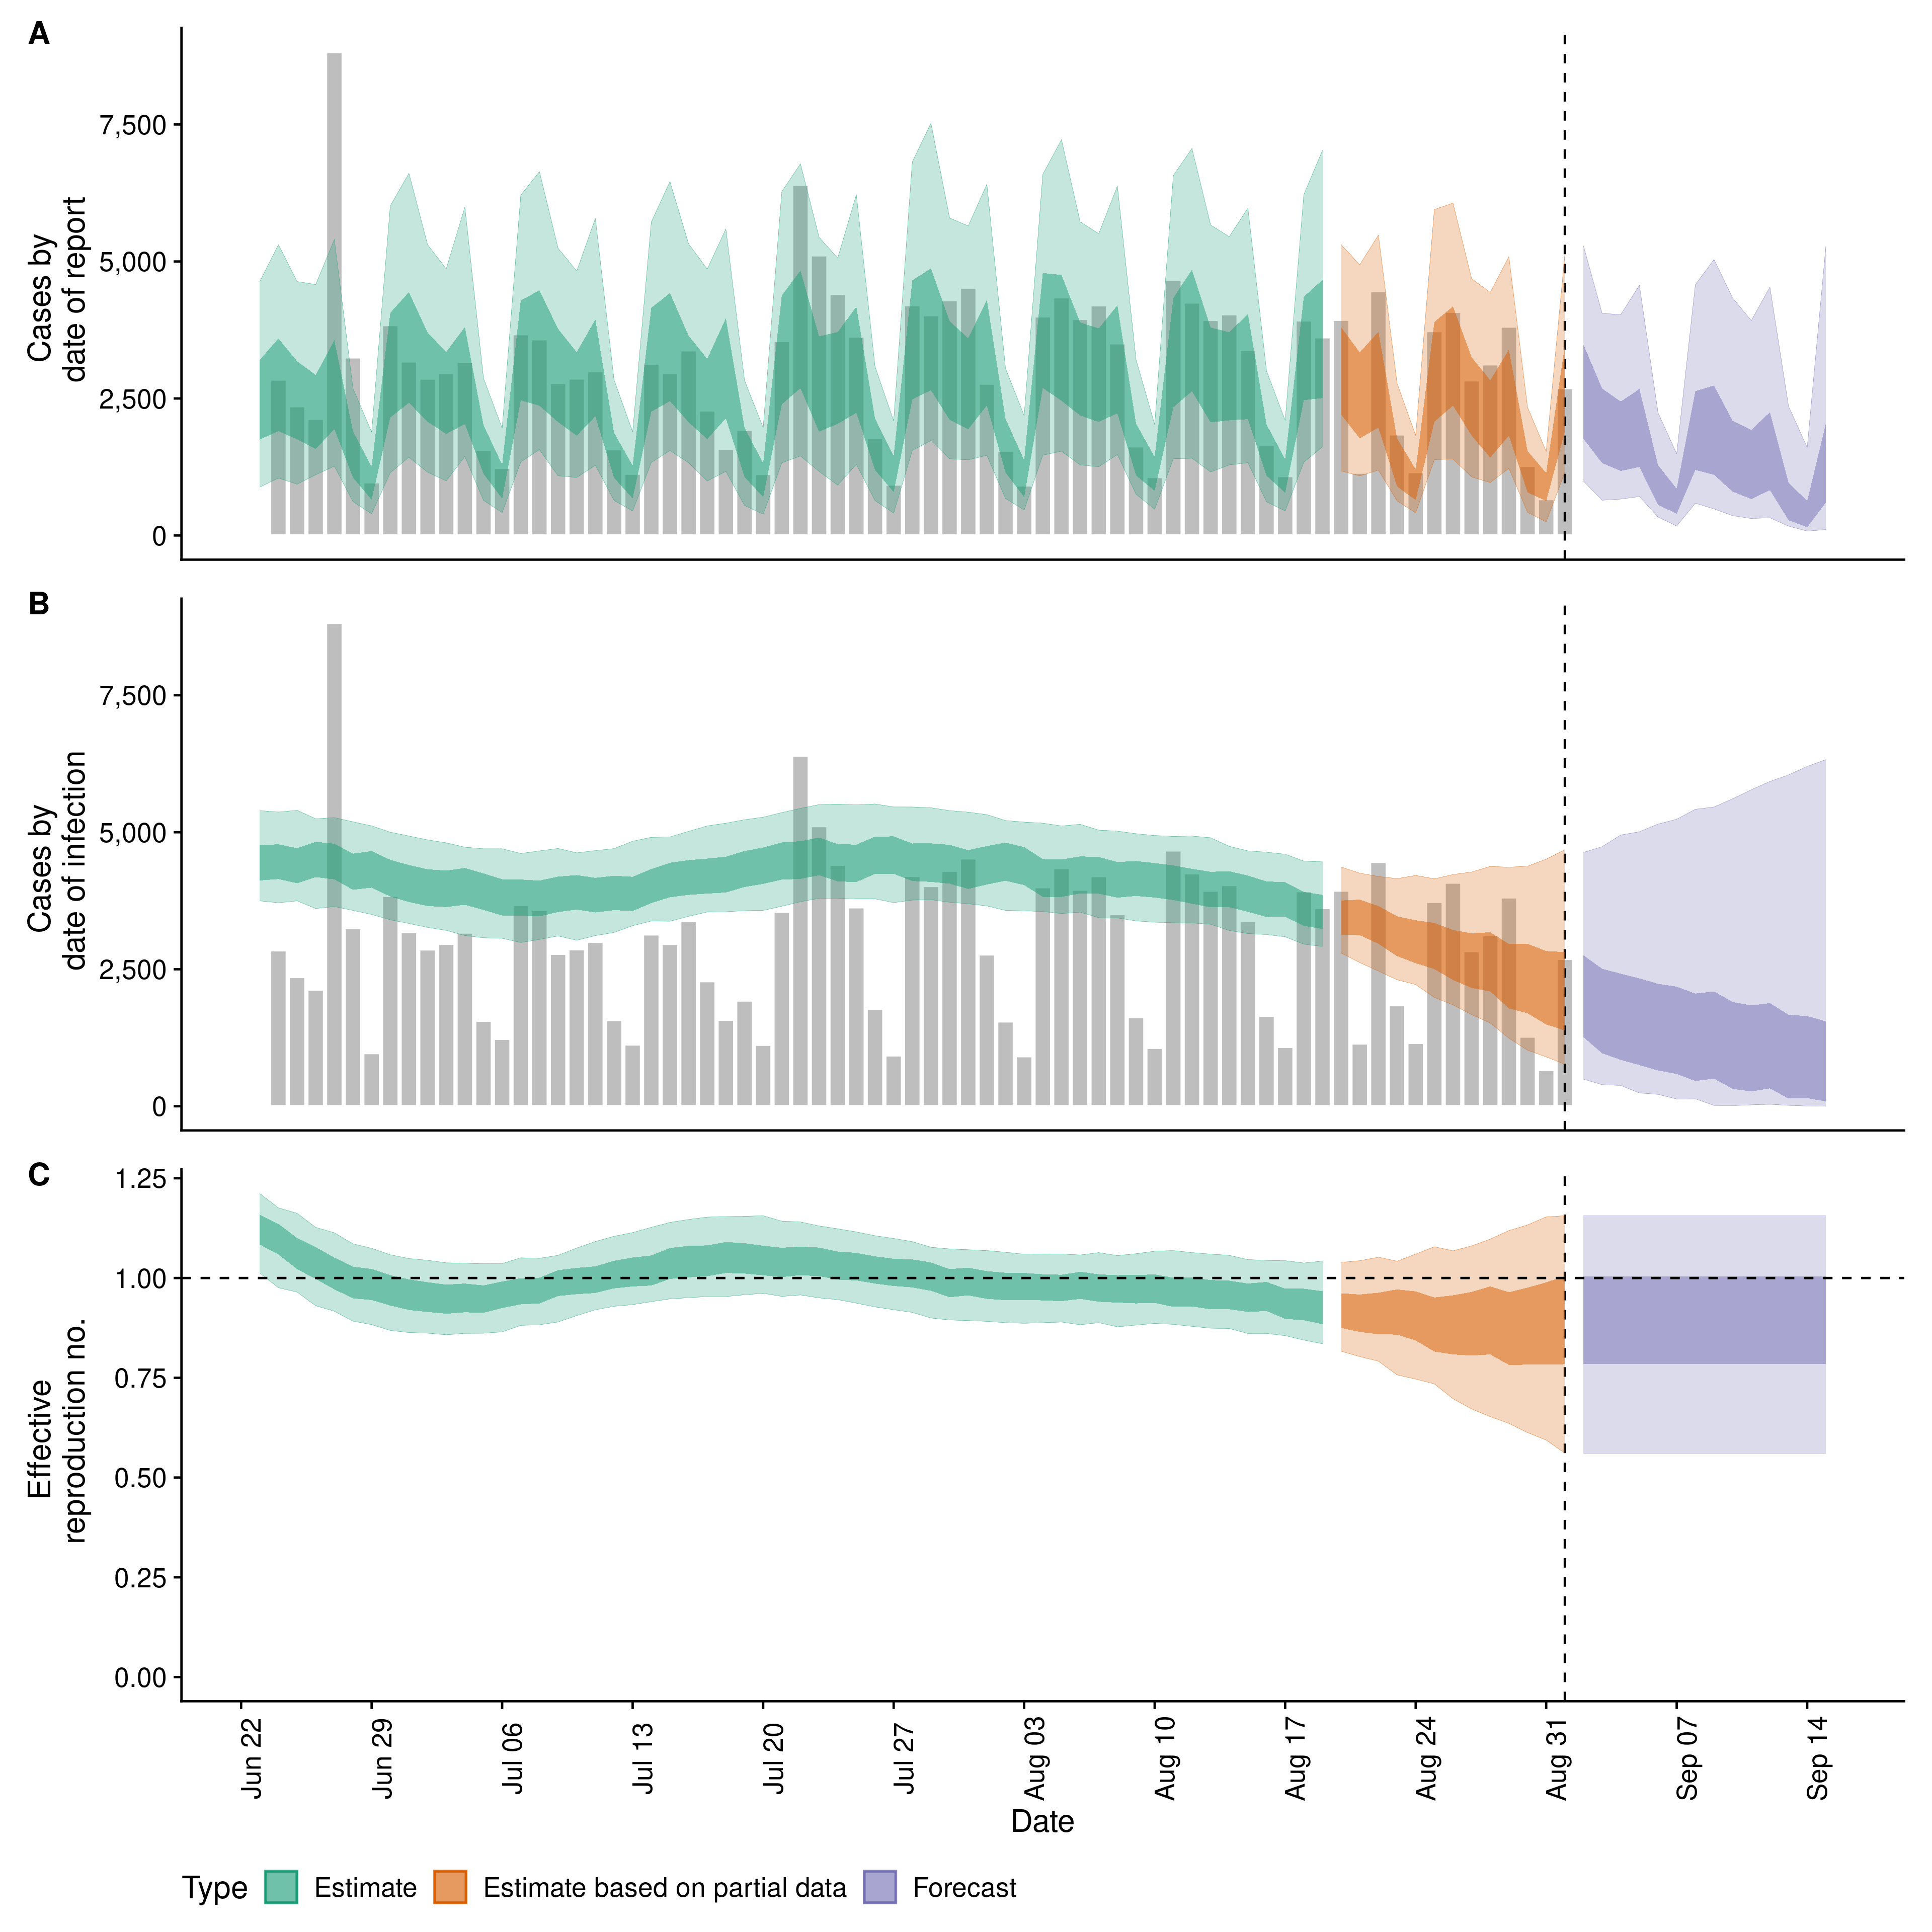 A
Cases by
date of report
7,500
5,000
2,500
0
B
Cases by
date of infection
7,500
5,000
2,500
0
C
Effective
reproduction no.
1.25
1.00
0.75
0.50
0.25
0.00
Jun 22
Jun 29
Jul 06
Jul 13
Jul 20
Jul 27
Aug 03
Aug 10
Aug 17
Aug 24
Aug 31
Sep 07
Sep 14
Date
Type
Estimate
Estimate based on partial data
Forecast